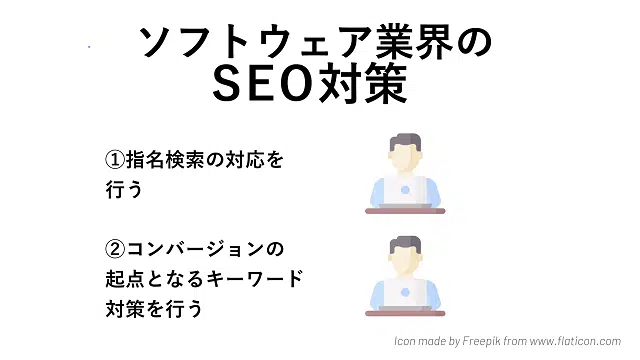 ソフトウェア業界の
SEO対策
①指名検索の対応を
行う
②コンバージョンの
起点となるキーワード
対策を行う
Icon made by Freepik from www.flaticon.com